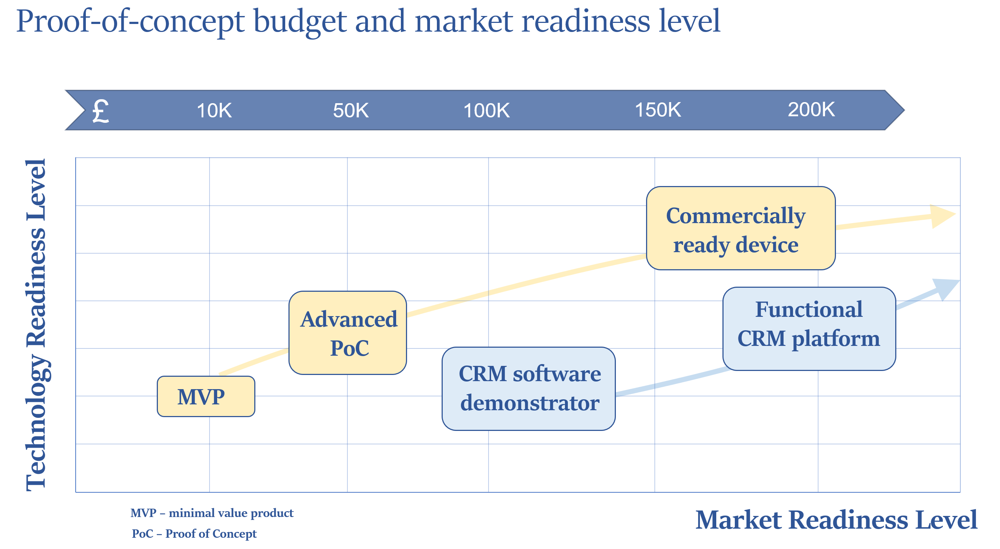 Proof-of-concept budget and market readiness level
£ 10K 50K 100K 150K 200K
Technology Readiness Level
Commercially
ready device
Functional
CRM platform
Advanced
PoC
CRM software
demonstrator
MVP
MVP – minimal value product
PoC – Proof of Concept
Market Readiness Level